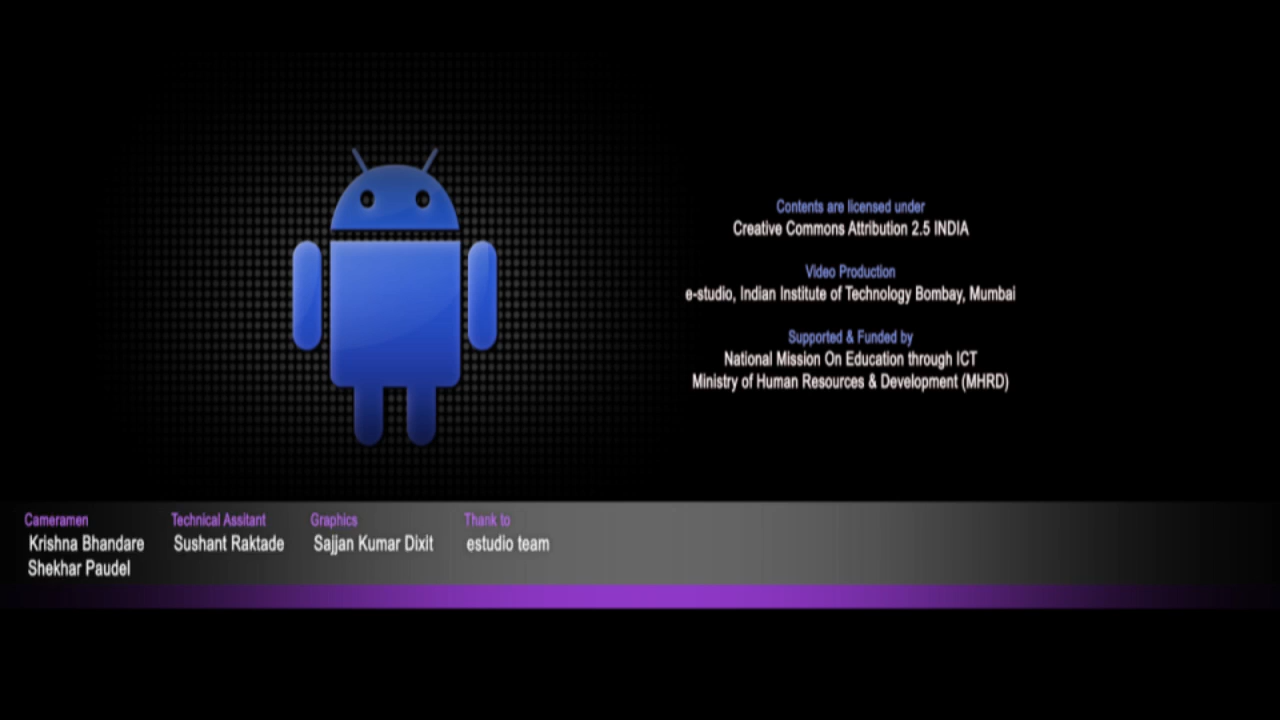 Contents are licensed under
Creative Commons Attribution 2.5 INDIA
Video Production
e-studio, Indian Institute of Technology Bombay, Mumbai
Supported & Funded by
National Mission On Education through ICT
Ministry of Human Resources & Development (MHRD)
Cameramen
Krishna Bhandare
Shekhar Paudel
Technical Assitant
Sushant Raktade
Graphics
Sajjan Kumar Dixit
Thank to
estudio team